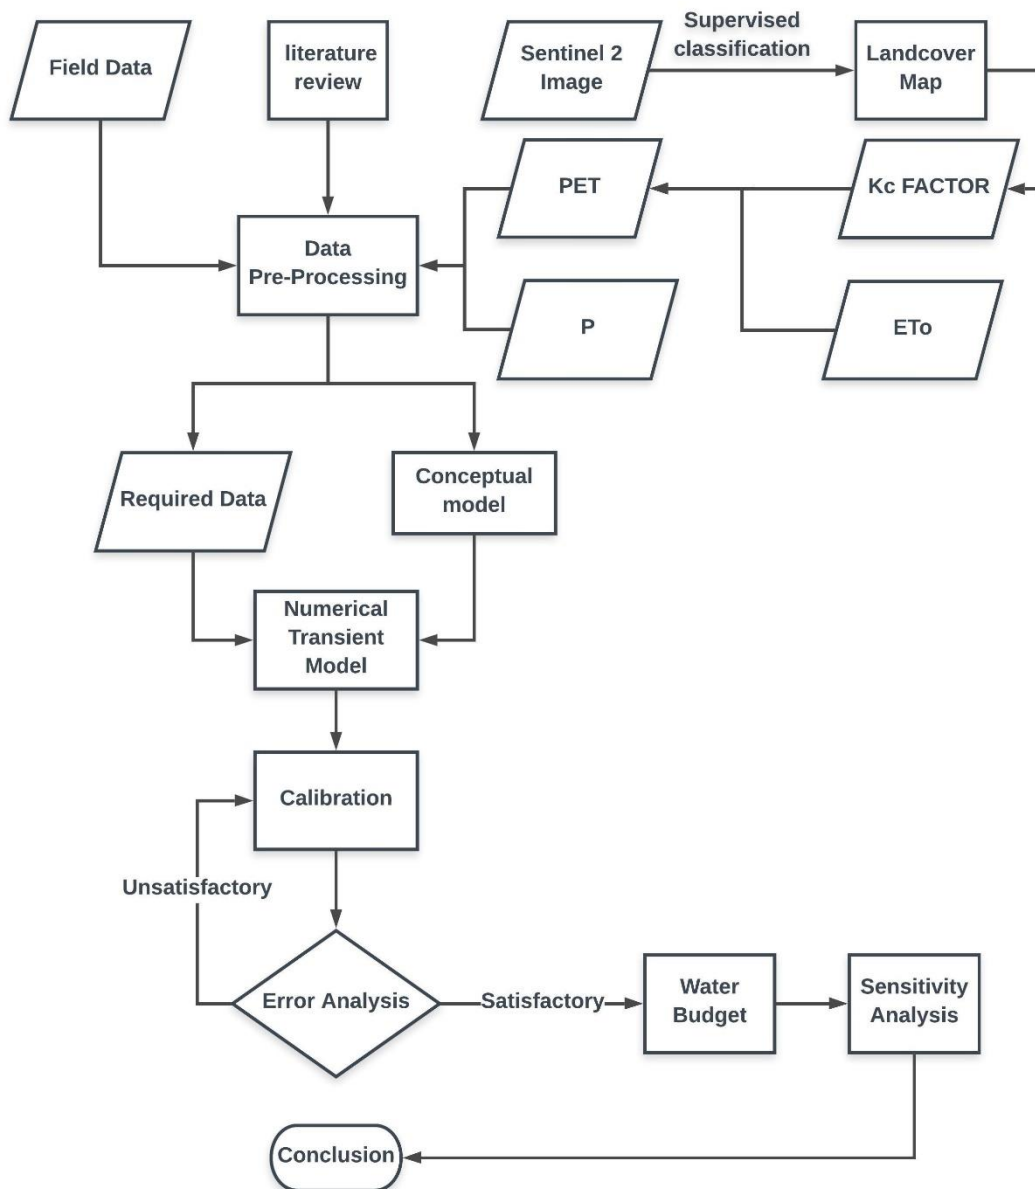 Field Data
literature
review
Sentinel 2
Image
Supervised
classification
Landcover
Map
PET
Kc FACTOR
Data
Pre-Processing
P
ETo
Required Data
Conceptual
model
Numerical
Transient
Model
Calibration
Unsatisfactory
Error Analysis
Satisfactory
Water
Budget
Sensitivity
Analysis
Conclusion